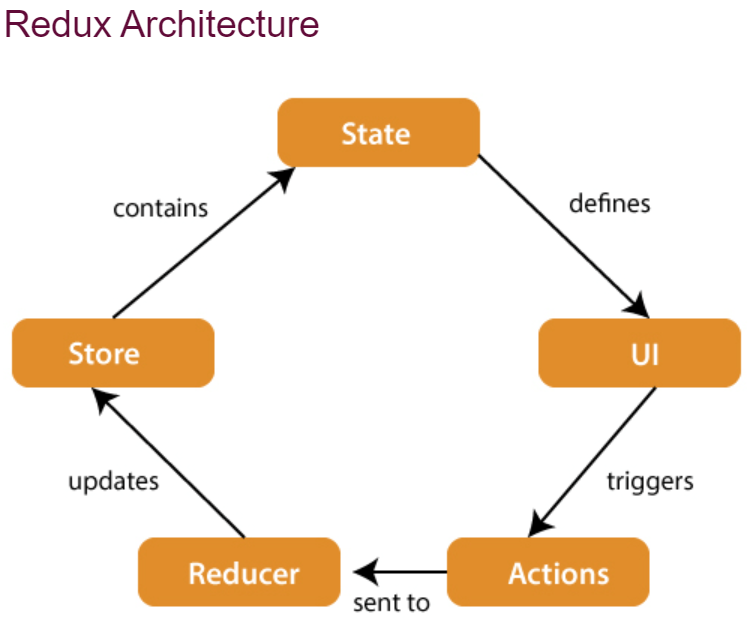 Redux Architecture
State
contains
defines
Store
UI
updates
triggers
Reducer
Actions
sent to